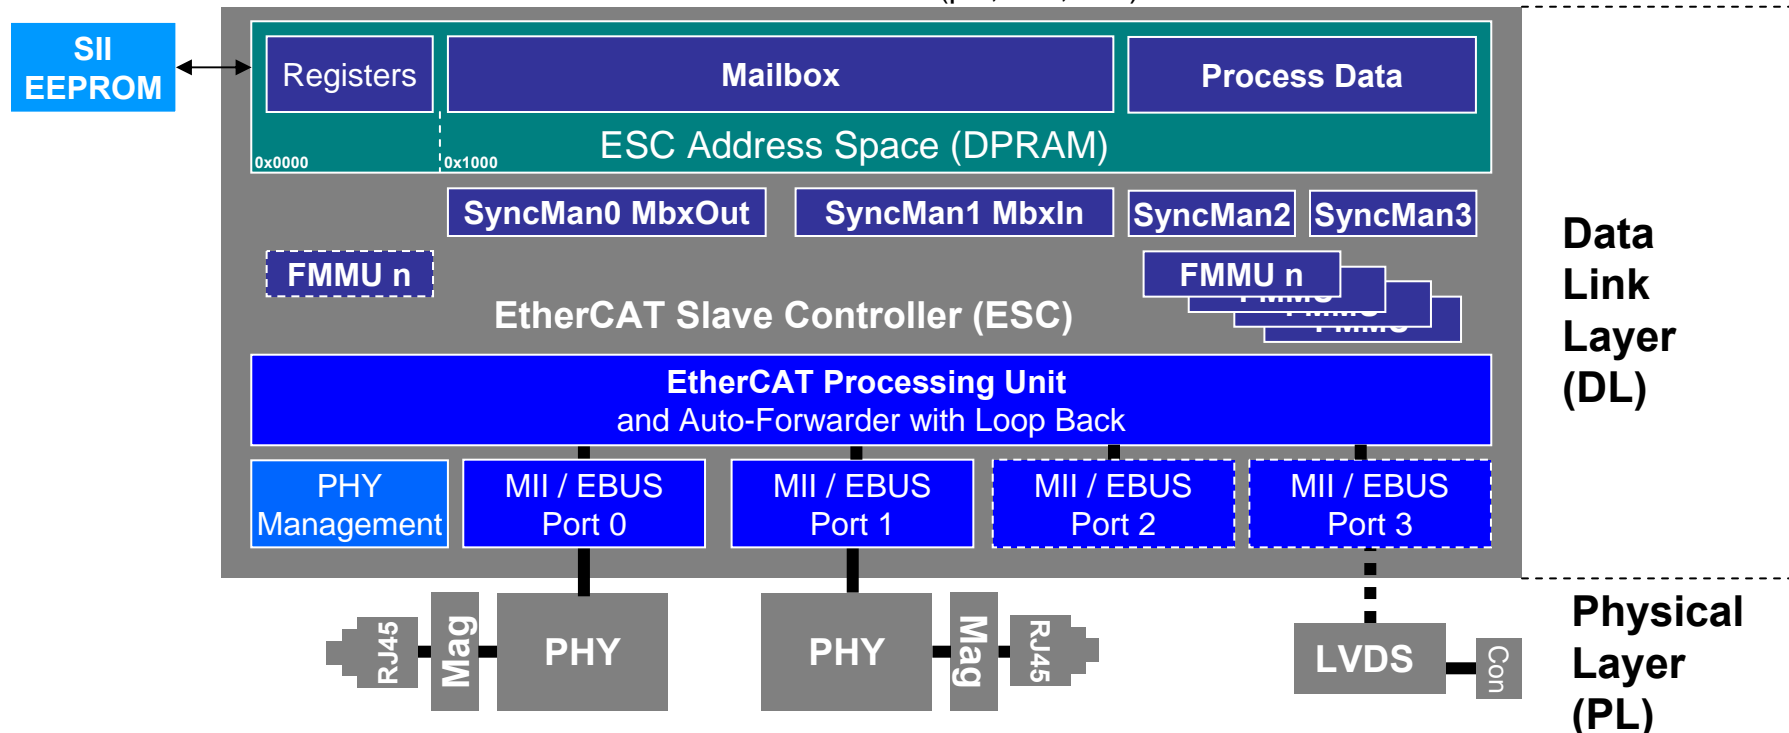 SII
EEPROM
Registers
Mailbox
Process Data
ESC Address Space (DPRAM)
0x0000
0x1000
SyncMan0 MbxOut
SyncMan1 MbxIn
SyncMan2
SyncMan3
FMMU n
FMMU n
FMMU
FMMU
FMMU
EtherCAT Slave Controller (ESC)
Data
Link
Layer
(DL)
EtherCAT Processing Unit
and Auto-Forwarder with Loop Back
PHY
Management
MII / EBUS
Port 0
MII / EBUS
Port 1
MII / EBUS
Port 2
MII / EBUS
Port 3
RJ45
Mag
PHY
PHY
Mag
RJ45
LVDS
Con
Physical
Layer
(PL)